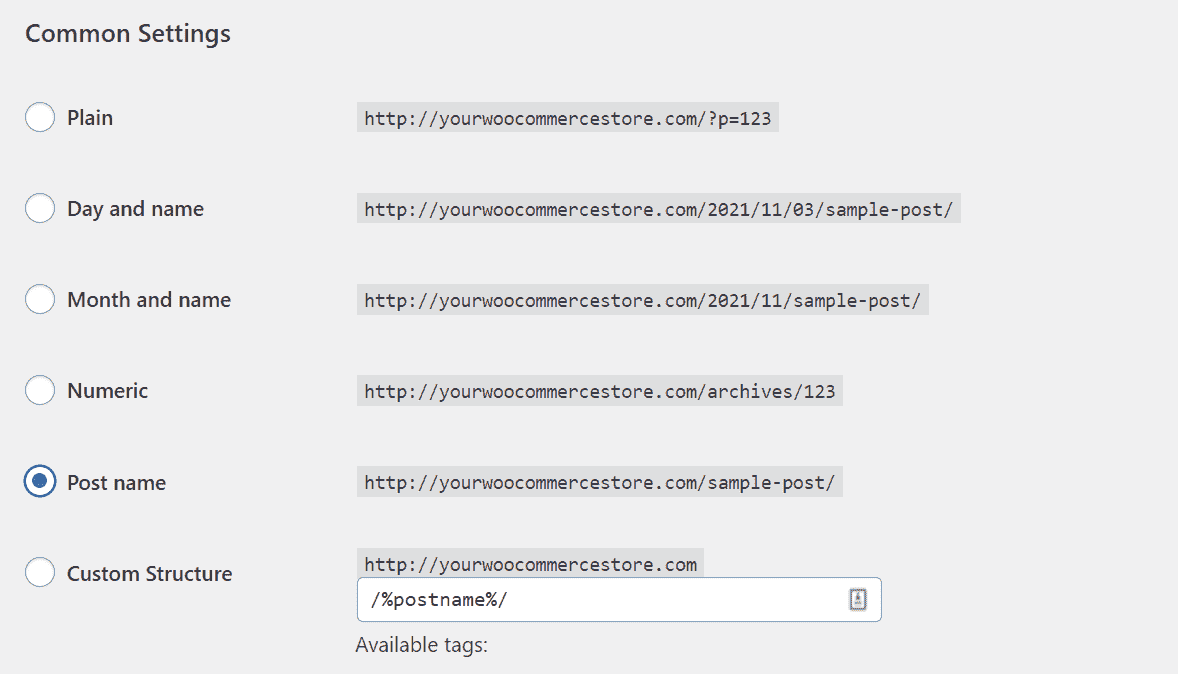 Common Settings
Plain http://yourwoocommercestore.com/?p=123
Day and name http://yourwoocommercestore.com/2021/11/03/sample-post/
Month and name http://yourwoocommercestore.com/2021/11/sample-post/
Numeric http://yourwoocommercestore.com/archives/123
Post name http://yourwoocommercestore.com/sample-post/
Custom Structure http://yourwoocommercestore.com
/%postname%/
Available tags: